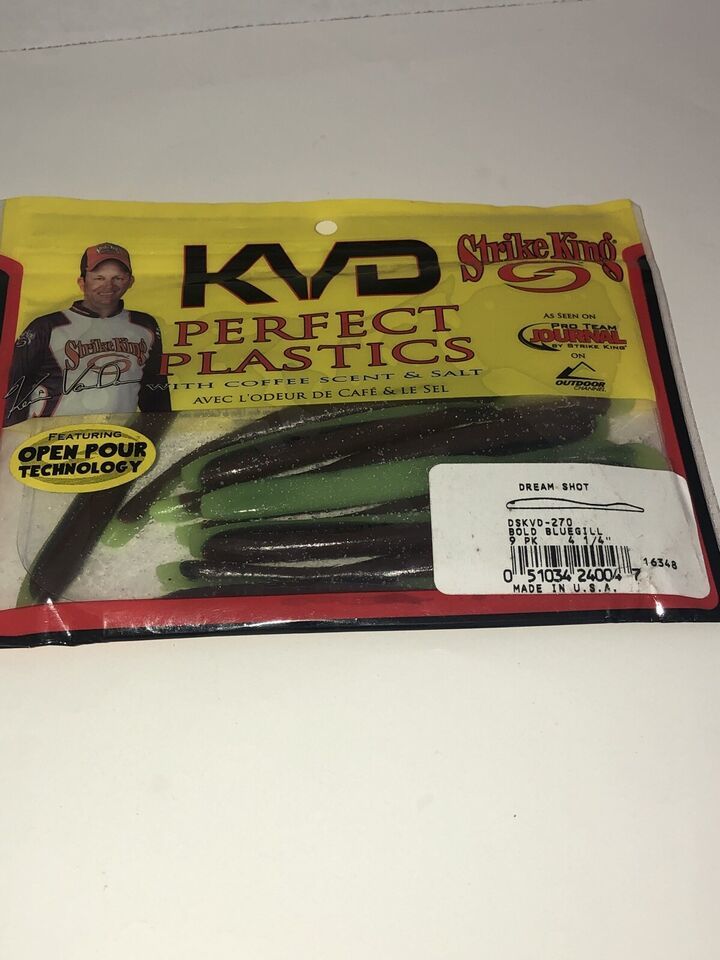 KVD
Strike King®
PERFECT
PLASTICS
WITH COFFEE SCENT & SALT
AVEC L'ODEUR DE CAFÉ & LE SEL
AS SEEN ON
PRO TEAM
JOURNAL
BY STRIKE KING®
ON
OUTDOOR
CHANNEL
Strike King
FEATURING
OPEN POUR
TECHNOLOGY
DREAM SHOT
DSKVD-270
BOLD BLUEGILL
9 PK 4 1/4"
16348
0 51034 24004 7
MADE IN U.S.A.